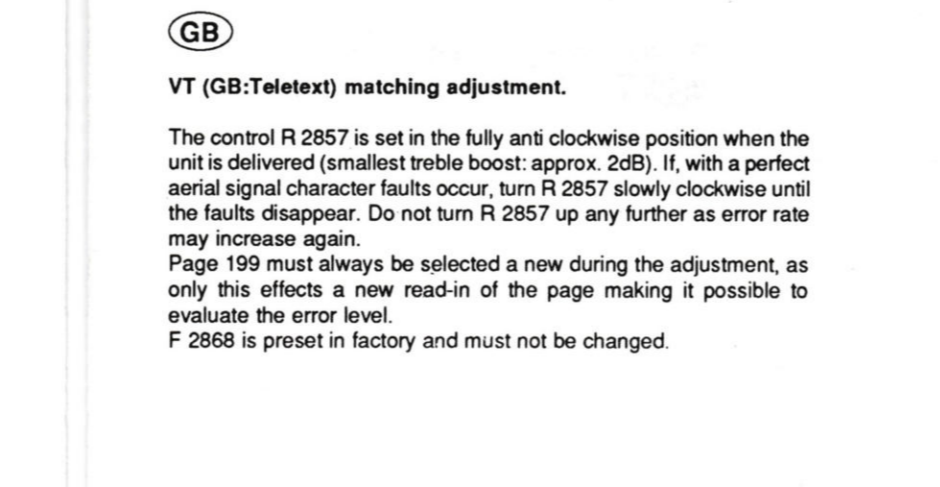 GB
VT (GB:Teletext) matching adjustment.
The control R 2857 is set in the fully anti clockwise position when the
unit is delivered (smallest treble boost: approx. 2dB). If, with a perfect
aerial signal character faults occur, turn R 2857 slowly clockwise until
the faults disappear. Do not turn R 2857 up any further as error rate
may increase again.
Page 199 must always be selected a new during the adjustment, as
only this effects a new read-in of the page making it possible to
evaluate the error level.
F 2868 is preset in factory and must not be changed.